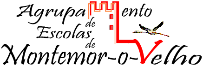 Agrupamento
de
Escolas
de
Montemor-o-Velho